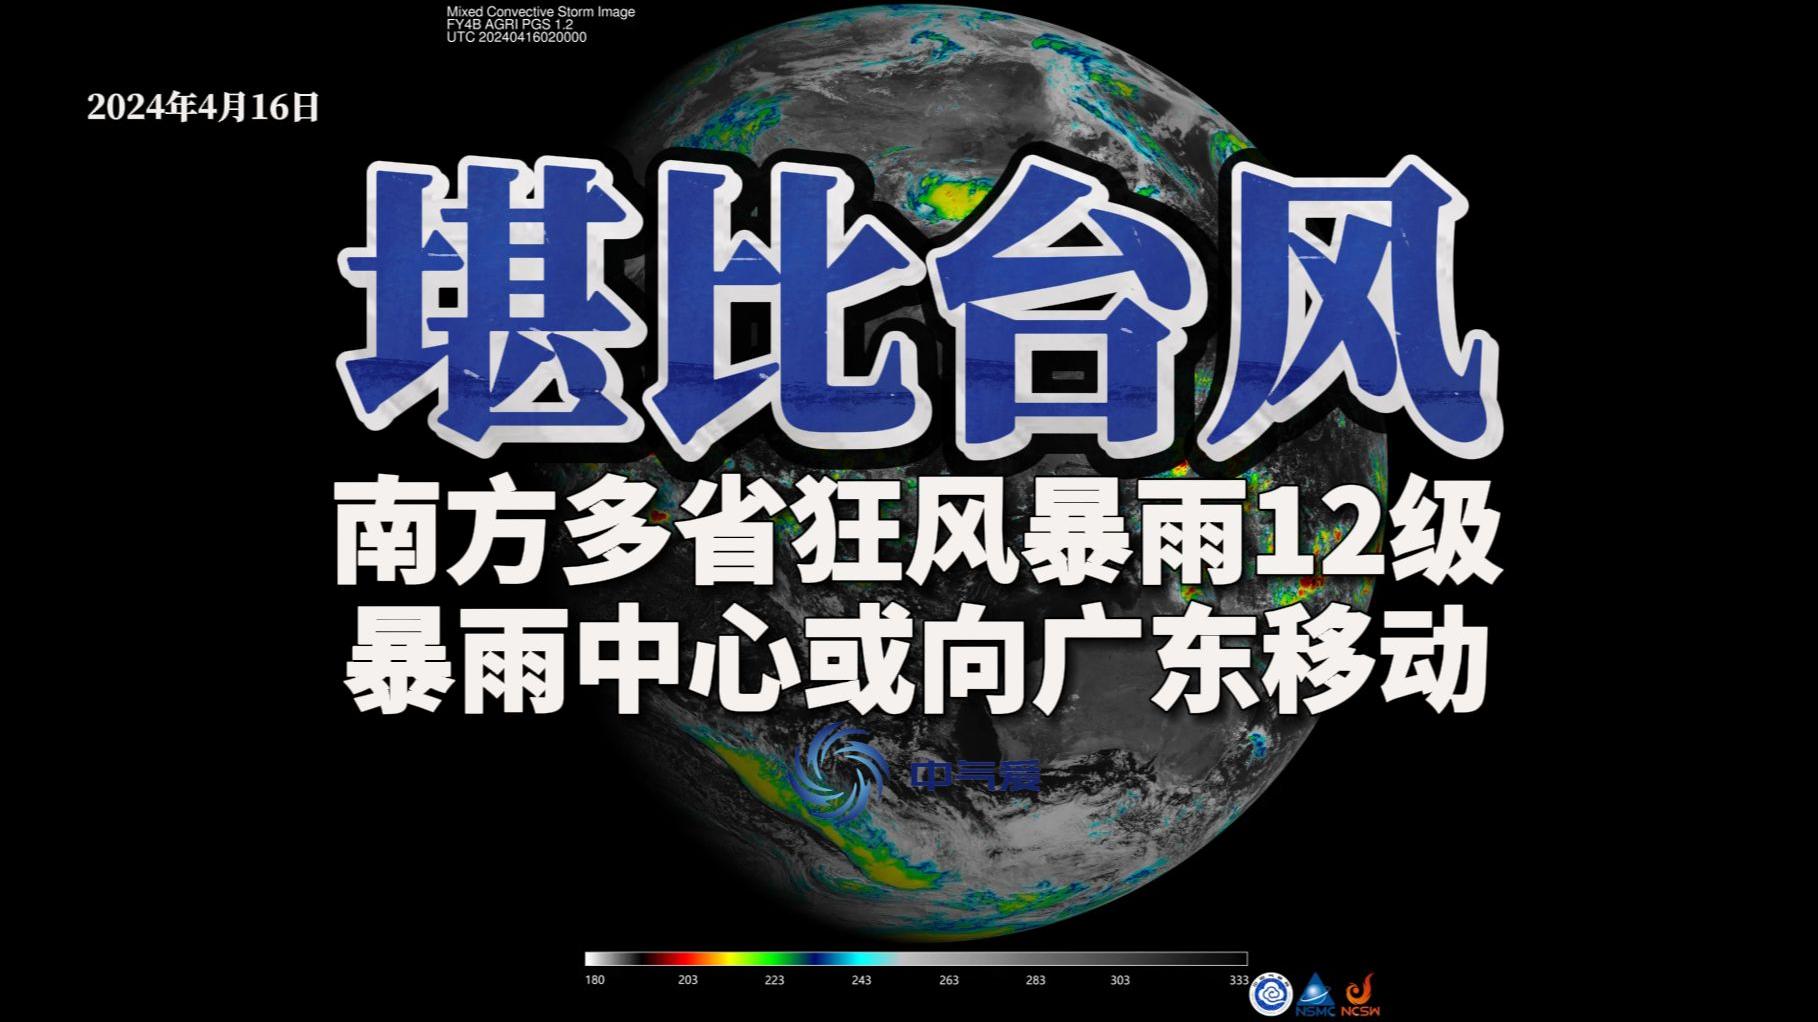 Mixed Convective Storm Image
FY4B AGRI PGS 1.2
UTC 20240416020000
2024年4月16日
堪比台风
南方多省狂风暴雨12级
暴雨中心或向广东移动
中气爱
180 203 223 243 263 283 303 333
NSMC NCSW